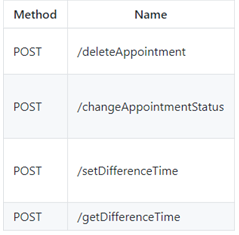 Method Name
POST /deleteAppointment
POST /changeAppointmentStatus
POST /setDifferenceTime
POST /getDifferenceTime